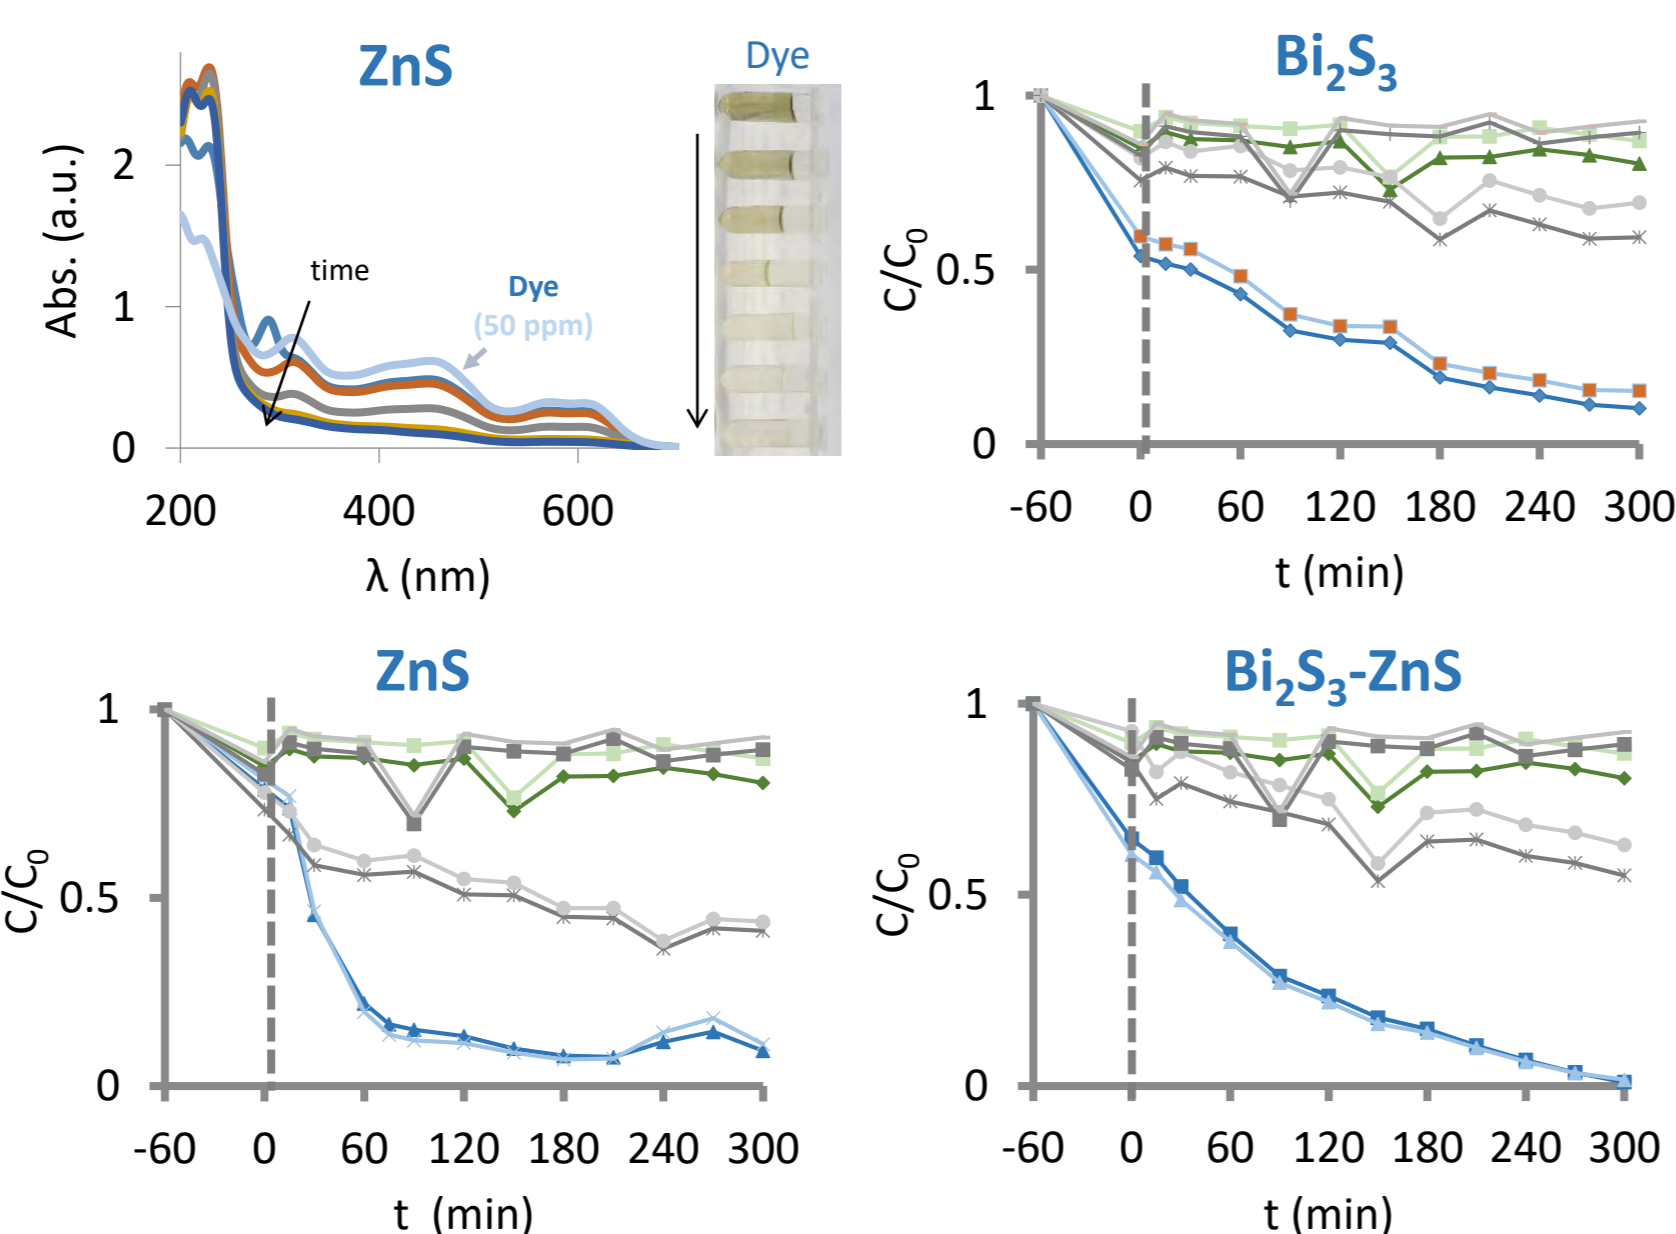 ZnS
Abs. (a.u.)
2
1
0
200 400 600
λ (nm)
time
Dye
(50 ppm)
Dye
Bi₂S₃
C/C₀
1
0.5
0
-60 0 60 120 180 240 300
t (min)
ZnS
C/C₀
1
0.5
0
-60 0 60 120 180 240 300
t (min)
Bi₂S₃-ZnS
C/C₀
1
0.5
0
-60 0 60 120 180 240 300
t (min)